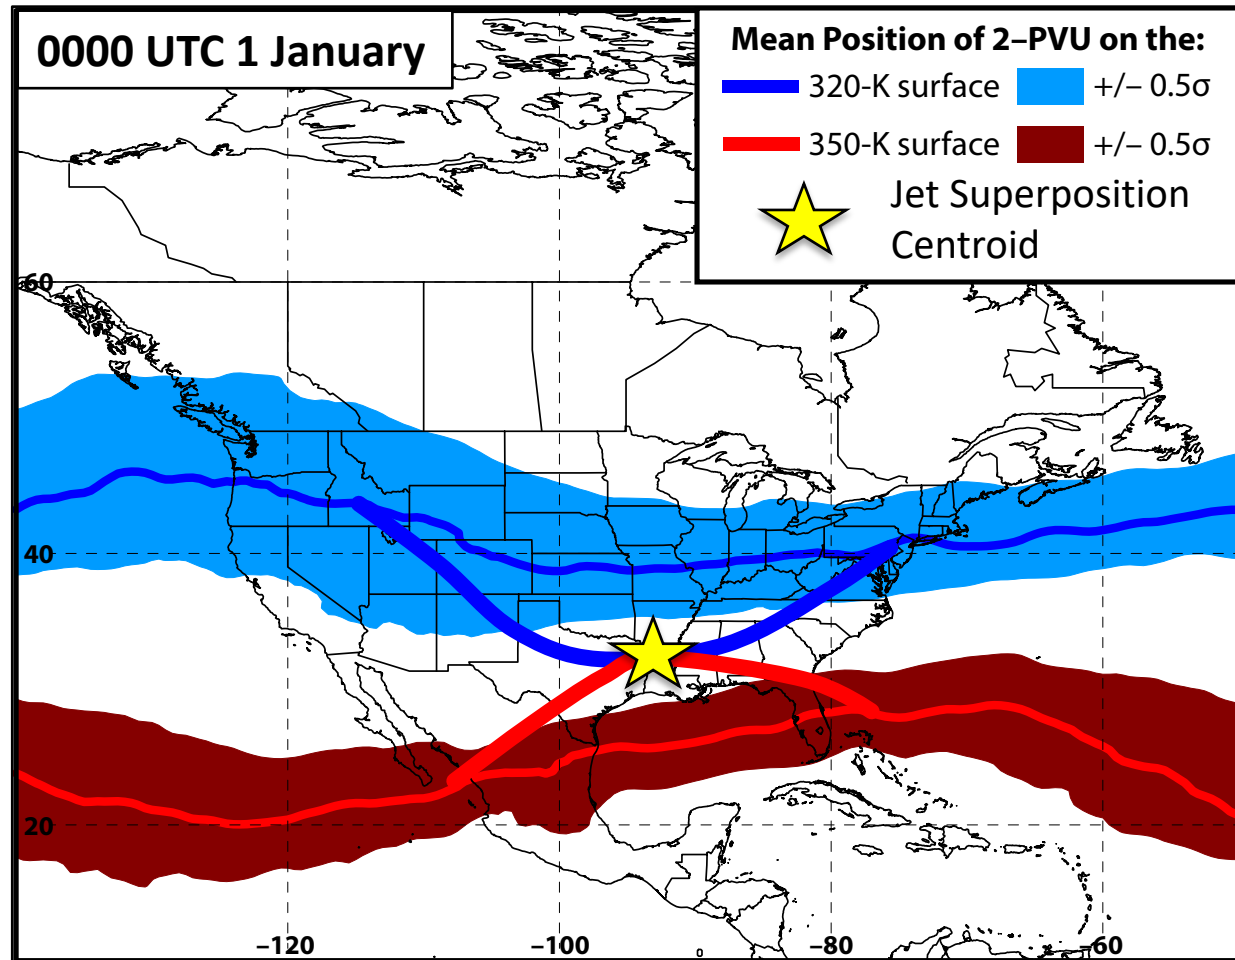 0000 UTC 1 January
Mean Position of 2–PVU on the:
320-K surface +/– 0.5σ
350-K surface +/– 0.5σ
Jet Superposition
Centroid
60
40
20
–120 –100 –80 –60